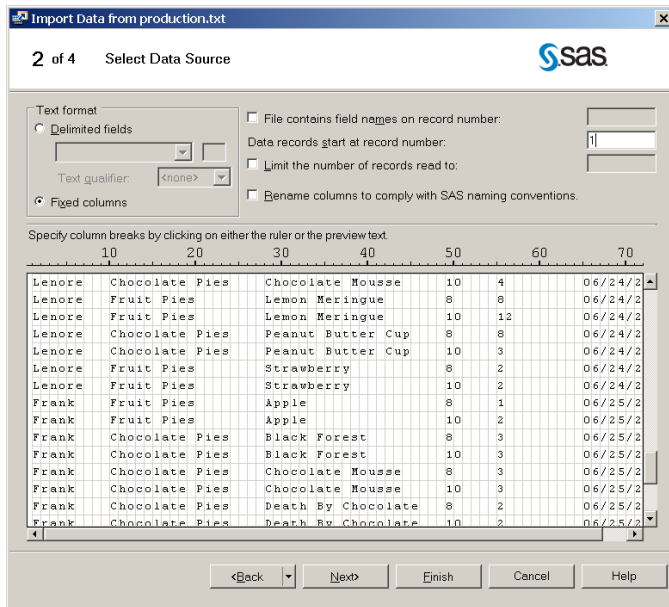 Import Data from production.txt
2 of 4 Select Data Source
sas
Text format
Delimited fields
Text qualifier: <none>
Fixed columns
File contains field names on record number:
Data records start at record number: 1
Limit the number of records read to:
Rename columns to comply with SAS naming conventions.
Specify column breaks by clicking on either the ruler or the preview text.
10 20 30 40 50 60 70
Lenore Chocolate Pies Chocolate Mousse 10 4 06/24/2
Lenore Fruit Pies Lemon Meringue 8 8 06/24/2
Lenore Fruit Pies Lemon Meringue 10 12 06/24/2
Lenore Chocolate Pies Peanut Butter Cup 8 8 06/24/2
Lenore Chocolate Pies Peanut Butter Cup 10 3 06/24/2
Lenore Fruit Pies Strawberry 8 2 06/24/2
Lenore Fruit Pies Strawberry 10 2 06/24/2
Frank Fruit Pies Apple 8 1 06/25/2
Frank Fruit Pies Apple 10 2 06/25/2
Frank Chocolate Pies Black Forest 8 3 06/25/2
Frank Chocolate Pies Black Forest 10 3 06/25/2
Frank Chocolate Pies Chocolate Mousse 8 3 06/25/2
Frank Chocolate Pies Chocolate Mousse 10 3 06/25/2
Frank Chocolate Pies Death By Chocolate 8 2 06/25/2
Frank Chocolate Pies Death By Chocolate 10 2 06/25/2
<Back Next> Finish Cancel Help